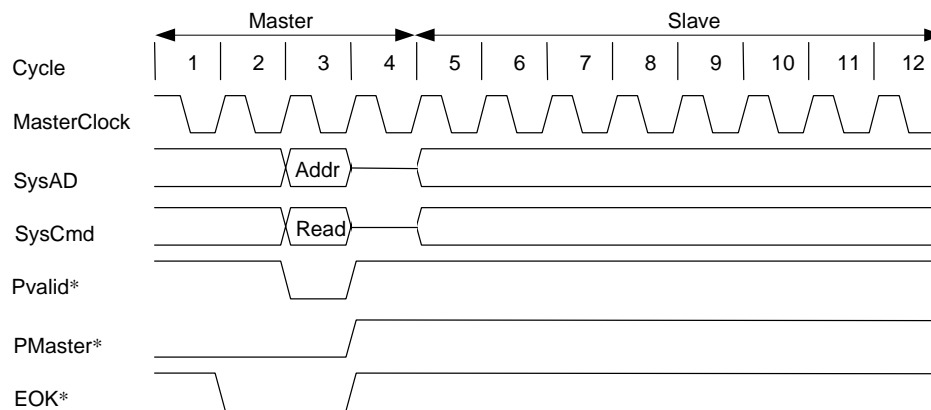 Master Slave
Cycle 1 2 3 4 5 6 7 8 9 10 11 12
MasterClock
SysAD Addr
SysCmd Read
Pvalid*
PMaster*
EOK*